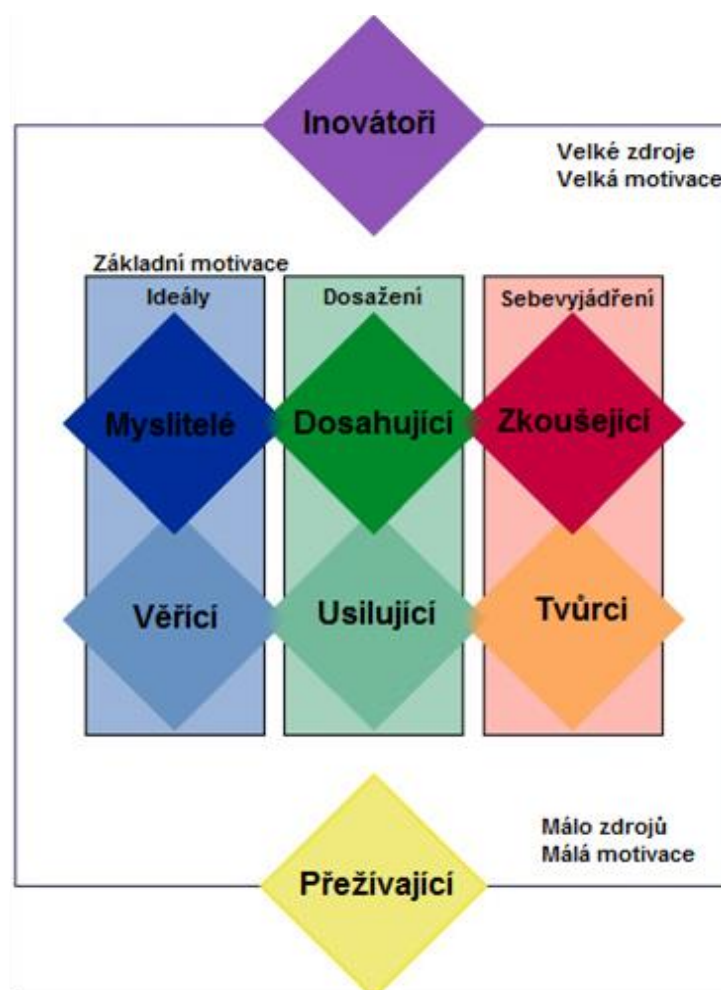 Inovátoři
Velké zdroje
Velká motivace
Základní motivace
Ideály
Dosažení
Sebevyjádření
Myslitelé
Dosahující
Zkoušejicí
Věřící
Usilující
Tvůrci
Málo zdrojů
Málá motivace
Přežívající